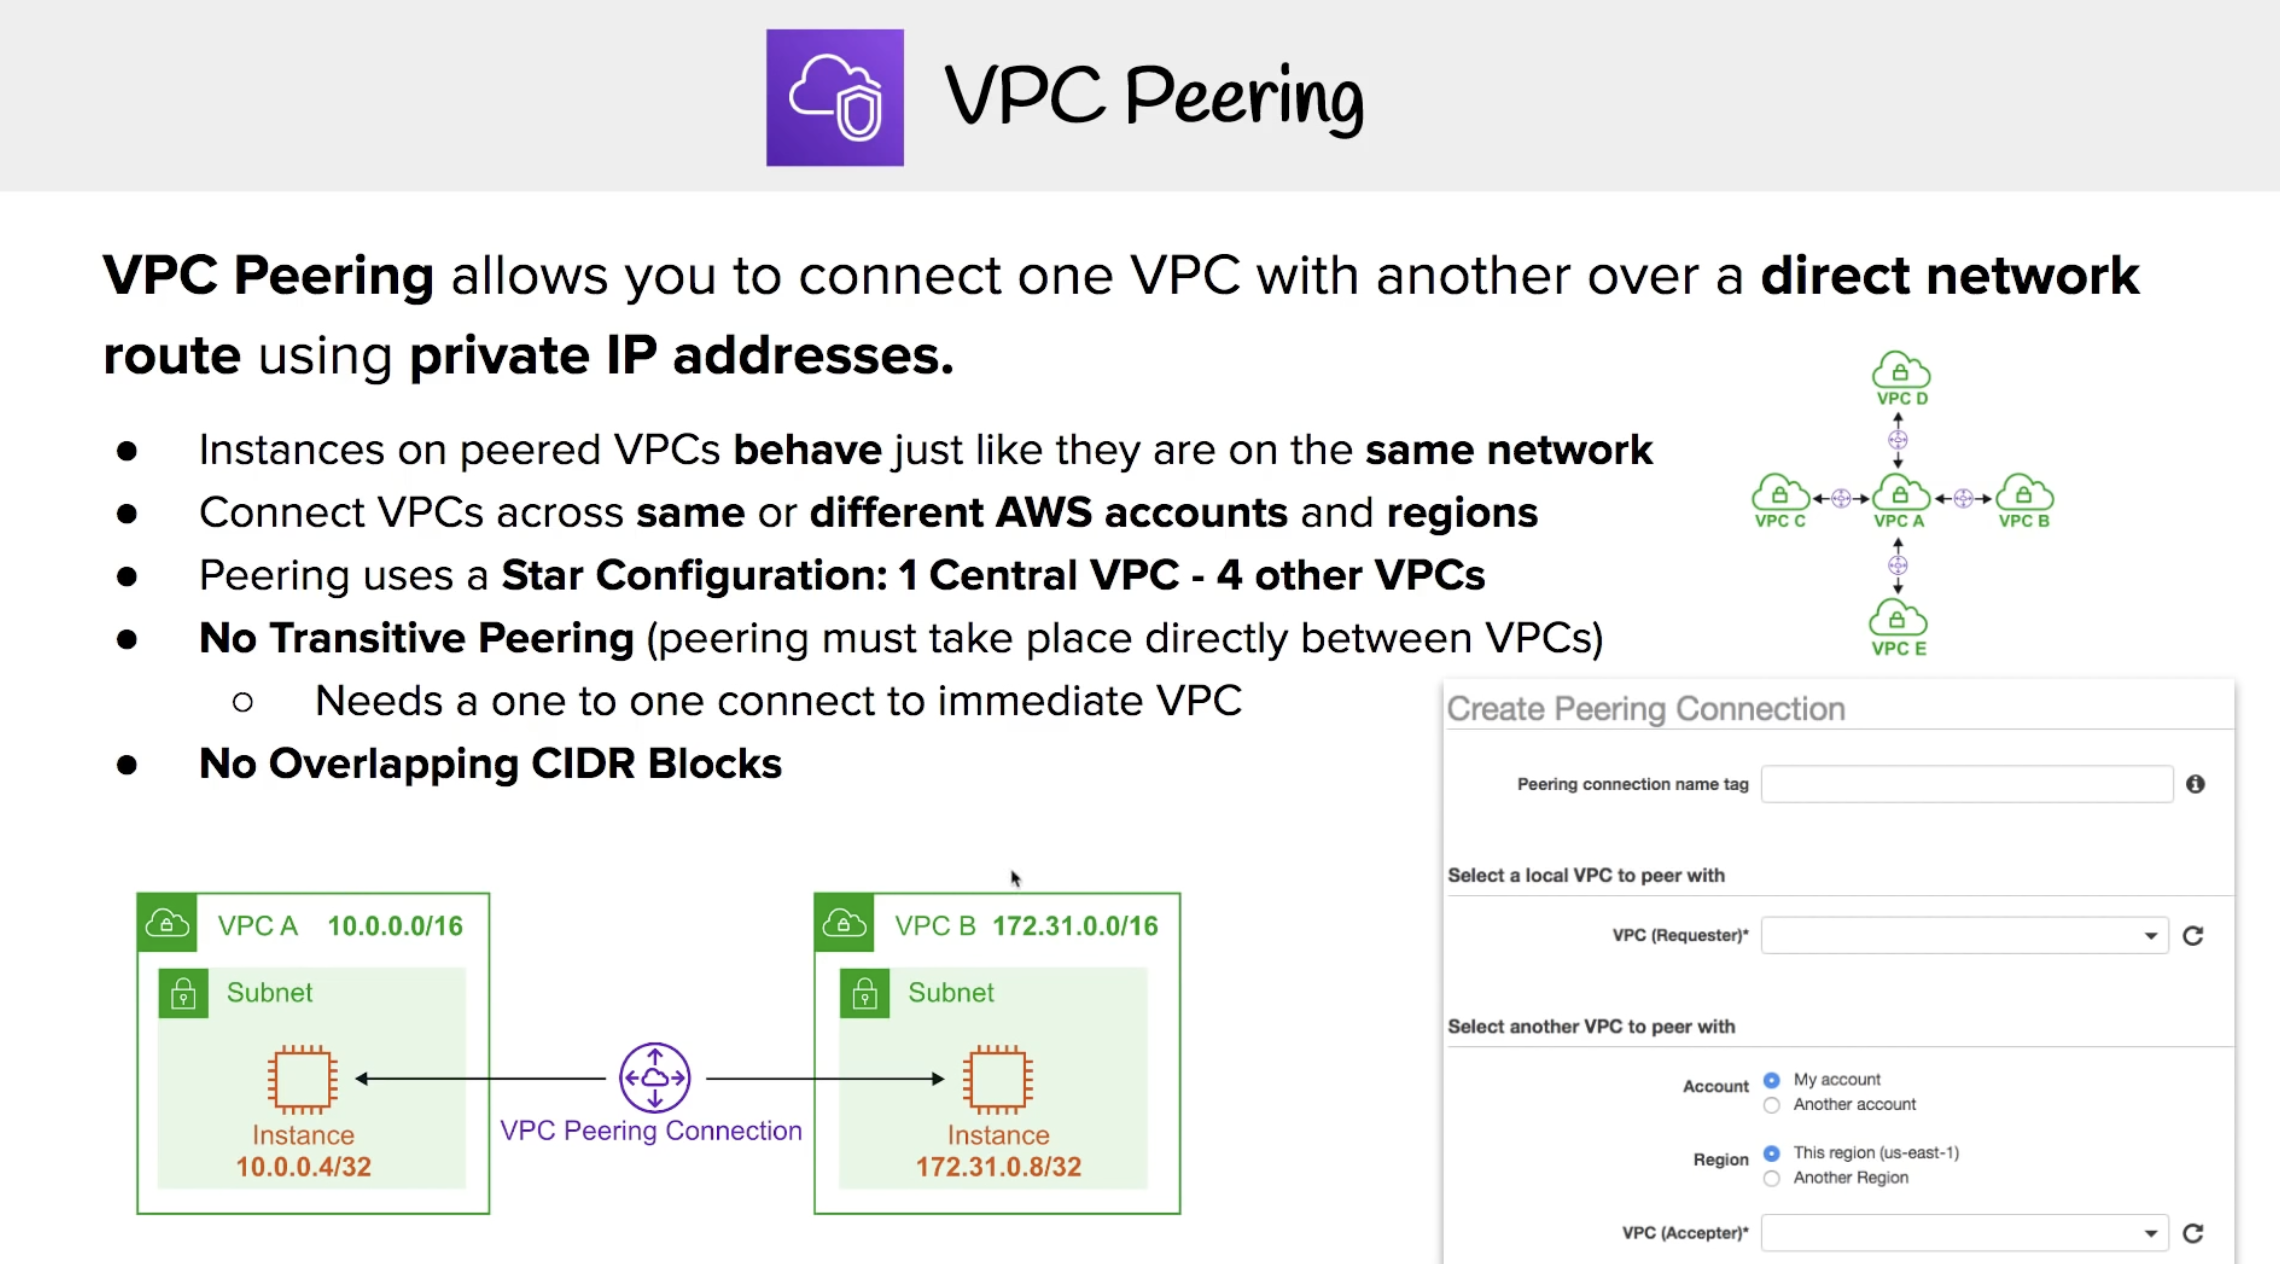 VPC Peering
VPC Peering allows you to connect one VPC with another over a direct network
route using private IP addresses.
● Instances on peered VPCs behave just like they are on the same network
● Connect VPCs across same or different AWS accounts and regions
● Peering uses a Star Configuration: 1 Central VPC - 4 other VPCs
● No Transitive Peering (peering must take place directly between VPCs)
○ Needs a one to one connect to immediate VPC
● No Overlapping CIDR Blocks
VPC D
VPC C VPC A VPC B
VPC E
VPC A 10.0.0.0/16
Subnet
Instance
10.0.0.4/32
VPC Peering Connection
VPC B 172.31.0.0/16
Subnet
Instance
172.31.0.8/32
Create Peering Connection
Peering connection name tag
Select a local VPC to peer with
VPC (Requester)*
Select another VPC to peer with
Account My account
Another account
Region This region (us-east-1)
Another Region
VPC (Accepter)*